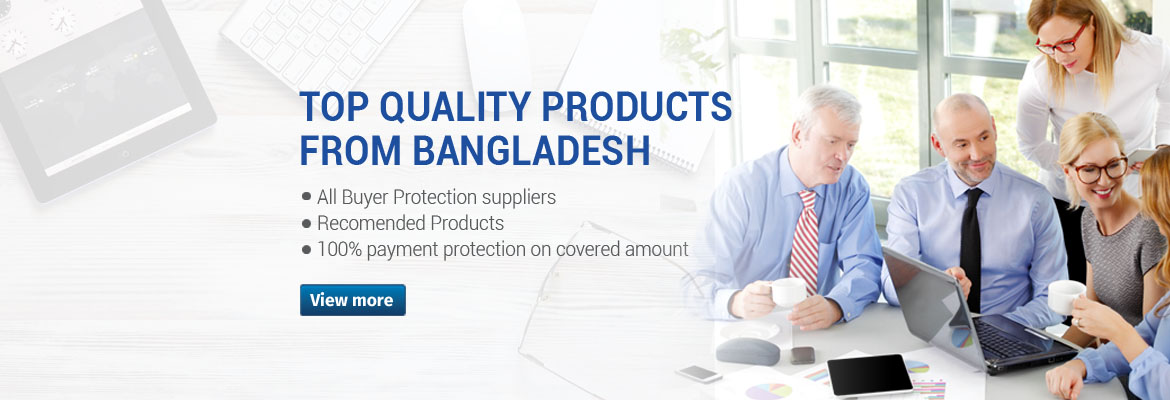 TOP QUALITY PRODUCTS
FROM BANGLADESH
• All Buyer Protection suppliers
• Recomended Products
• 100% payment protection on covered amount
View more